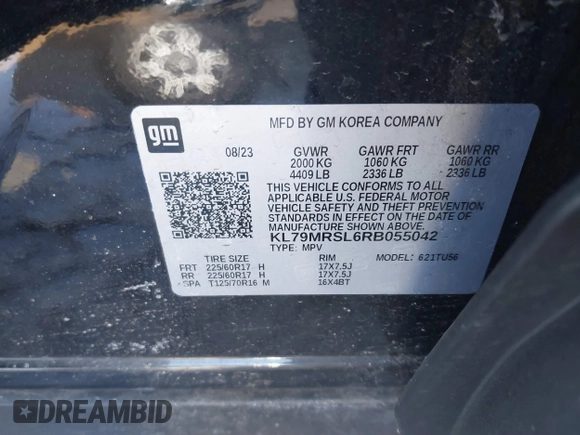 gm
MFD BY GM KOREA COMPANY
08/23 GVWR GAWR FRT GAWR RR
2000 KG 1060 KG 1060 KG
4409 LB 2336 LB 2336 LB
THIS VEHICLE CONFORMS TO ALL
APPLICABLE U.S. FEDERAL MOTOR
VEHICLE SAFETY AND THEFT PREVENTION
STANDARDS IN EFFECT ON THE DATE OF
MANUFACTURE SHOWN ABOVE.
KL79MRSL6RB055042
TYPE: MPV MODEL: 621TU56
TIRE SIZE RIM
FRT 225/60R17 H 17X7.5J
RR 225/60R17 H 17X7.5J
SPA T125/70R16 M 16X4BT
DREAMBID